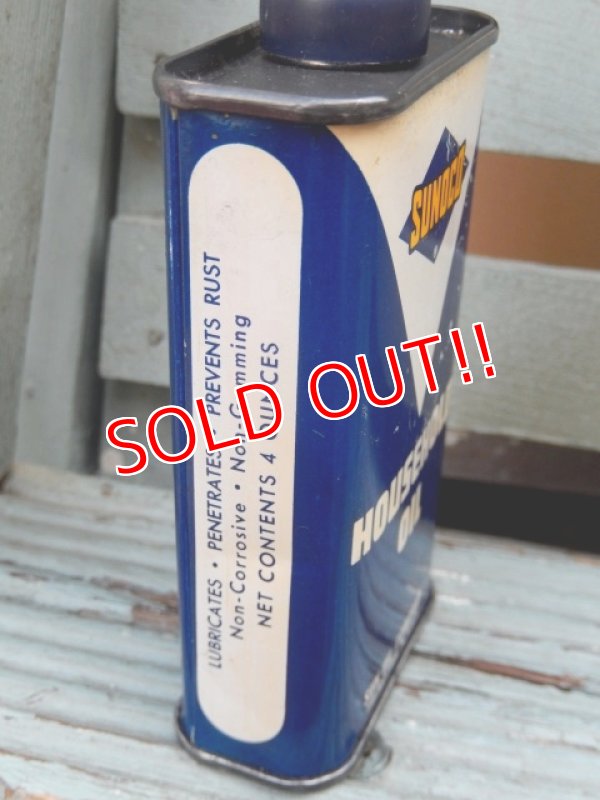 SUNOCO
HOUSEHOLD
OIL
LUBRICATES • PENETRATES • PREVENTS RUST
Non-Corrosive • Non-Gumming
NET CONTENTS 4 OUNCES
SOLD OUT!!